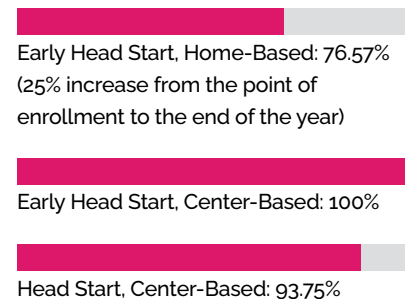 Early Head Start, Home-Based: 76.57%
(25% increase from the point of
enrollment to the end of the year)
Early Head Start, Center-Based: 100%
Head Start, Center-Based: 93.75%